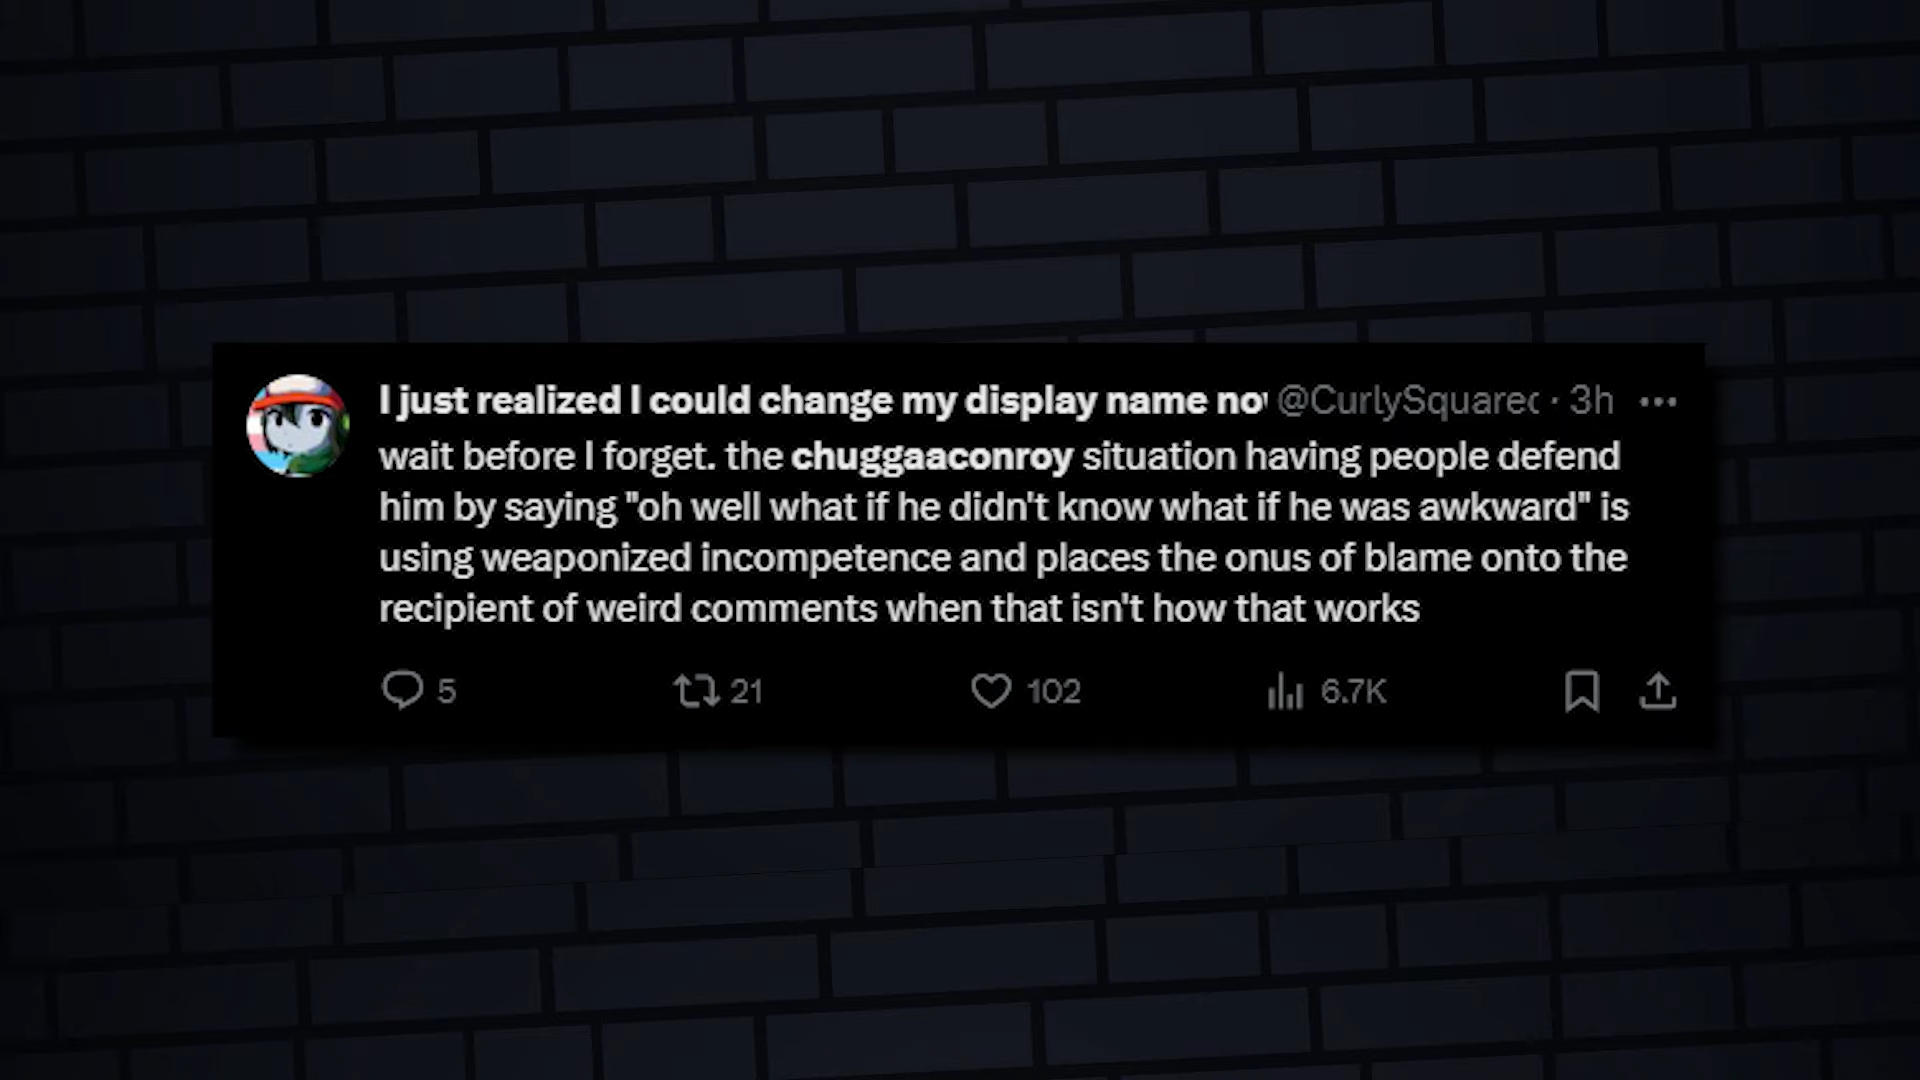 I just realized I could change my display name @CurlySquared · 3h
wait before I forget. the chuggaaconroy situation having people defend
him by saying "oh well what if he didn't know what if he was awkward" is
using weaponized incompetence and places the onus of blame onto the
recipient of weird comments when that isn't how that works
5 21 102 6.7K